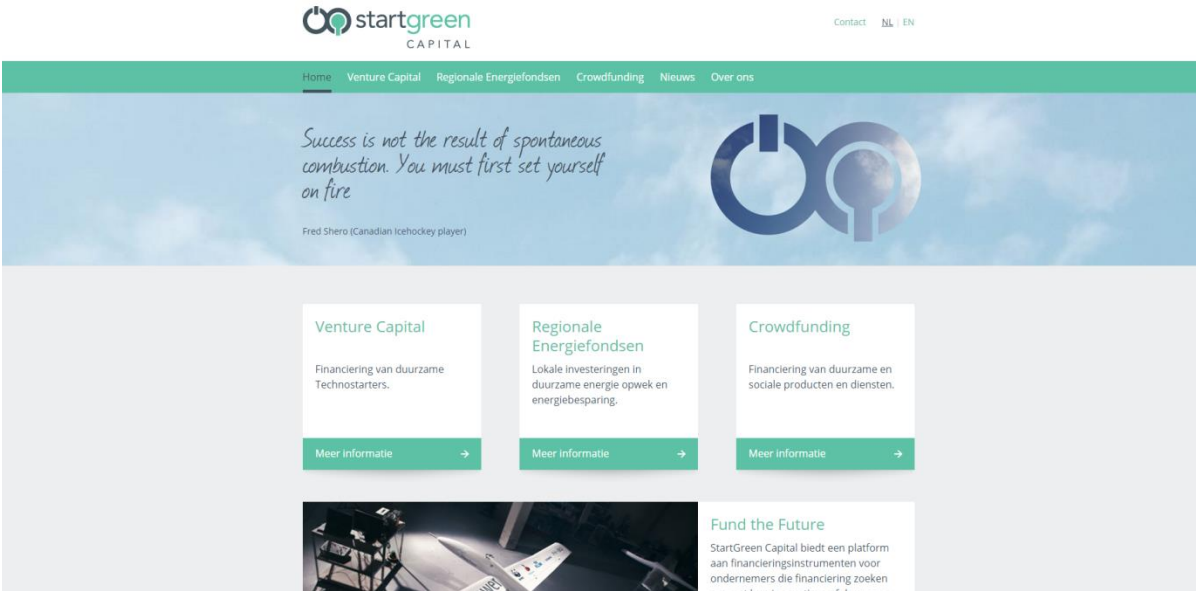 startgreen
CAPITAL
Contact NL | EN
Home Venture Capital Regionale Energiefondsen Crowdfunding Nieuws Over ons
Success is not the result of spontaneous
combustion. You must first set yourself
on fire
Fred Shero (Canadian Icehockey player)
Venture Capital
Financiering van duurzame
Technostarters.
Meer informatie
Regionale
Energiefondsen
Lokale investeringen in
duurzame energie opwek en
energiebesparing.
Meer informatie
Crowdfunding
Financiering van duurzame en
sociale producten en diensten.
Meer informatie
Fund the Future
StartGreen Capital biedt een platform
aan financieringsinstrumenten voor
ondernemers die financiering zoeken